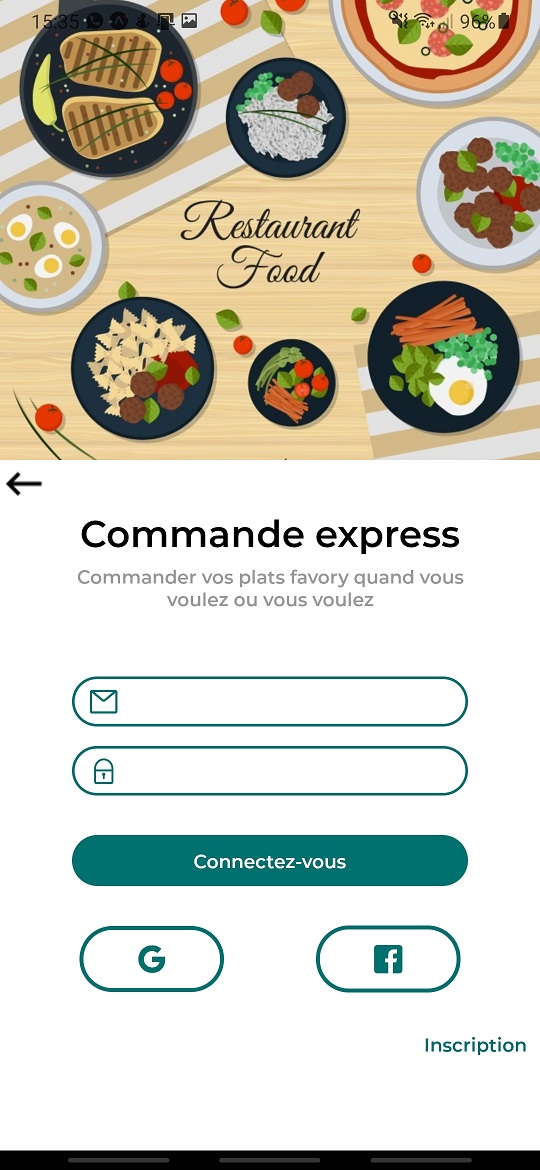 15:35
96%
Restaurant
Food
Commande express
Commander vos plats favory quand vous
voulez ou vous voulez
Connectez-vous
Inscription